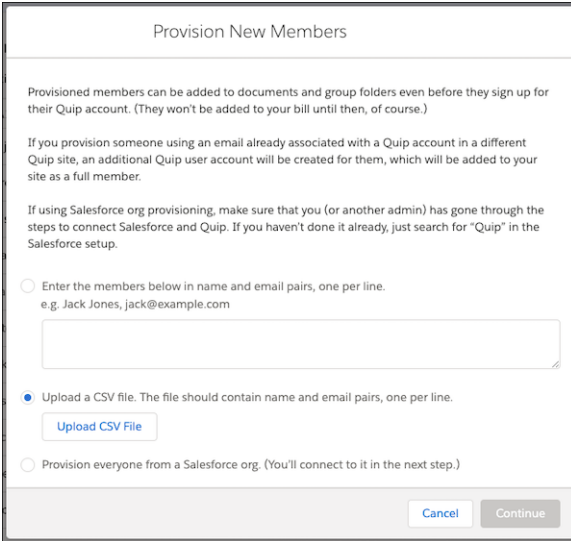 Provision New Members
Provisioned members can be added to documents and group folders even before they sign up for
their Quip account. (They won't be added to your bill until then, of course.)
If you provision someone using an email already associated with a Quip account in a different
Quip site, an additional Quip user account will be created for them, which will be added to your
site as a full member.
If using Salesforce org provisioning, make sure that you (or another admin) has gone through the
steps to connect Salesforce and Quip. If you haven't done it already, just search for “Quip” in the
Salesforce setup.
Enter the members below in name and email pairs, one per line.
e.g. Jack Jones, jack@example.com
Upload a CSV file. The file should contain name and email pairs, one per line.
Upload CSV File
Provision everyone from a Salesforce org. (You'll connect to it in the next step.)
Cancel
Continue